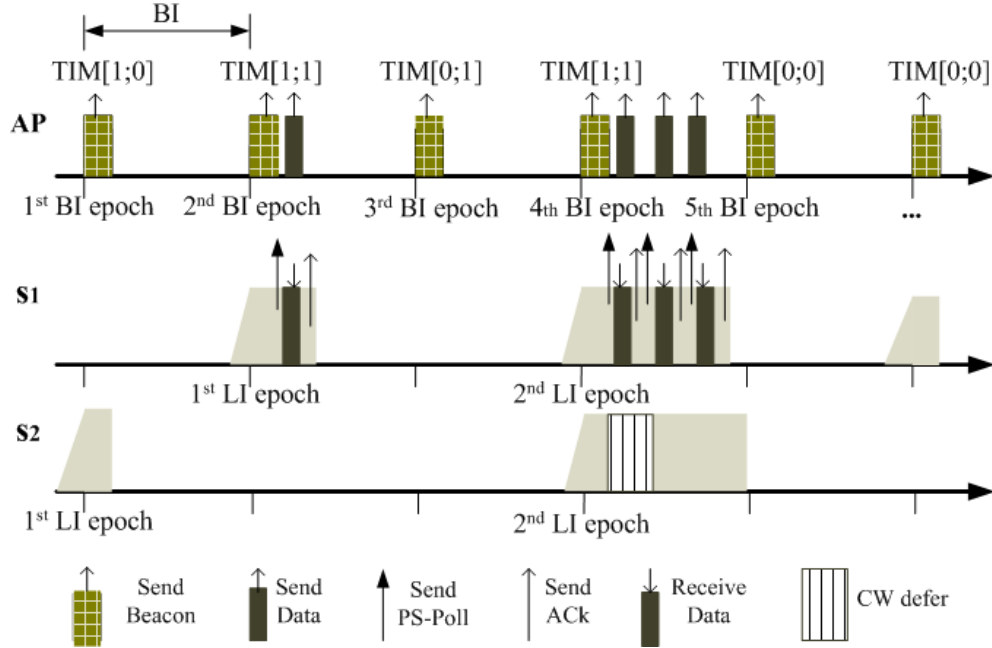 BI
TIM[1;0] TIM[1;1] TIM[0;1] TIM[1;1] TIM[0;0] TIM[0;0]
AP
1st BI epoch 2nd BI epoch 3rd BI epoch 4th BI epoch 5th BI epoch ...
S1
1st LI epoch 2nd LI epoch
S2
1st LI epoch 2nd LI epoch
Send Beacon
Send Data
Send PS-Poll
Send ACk
Receive Data
CW defer